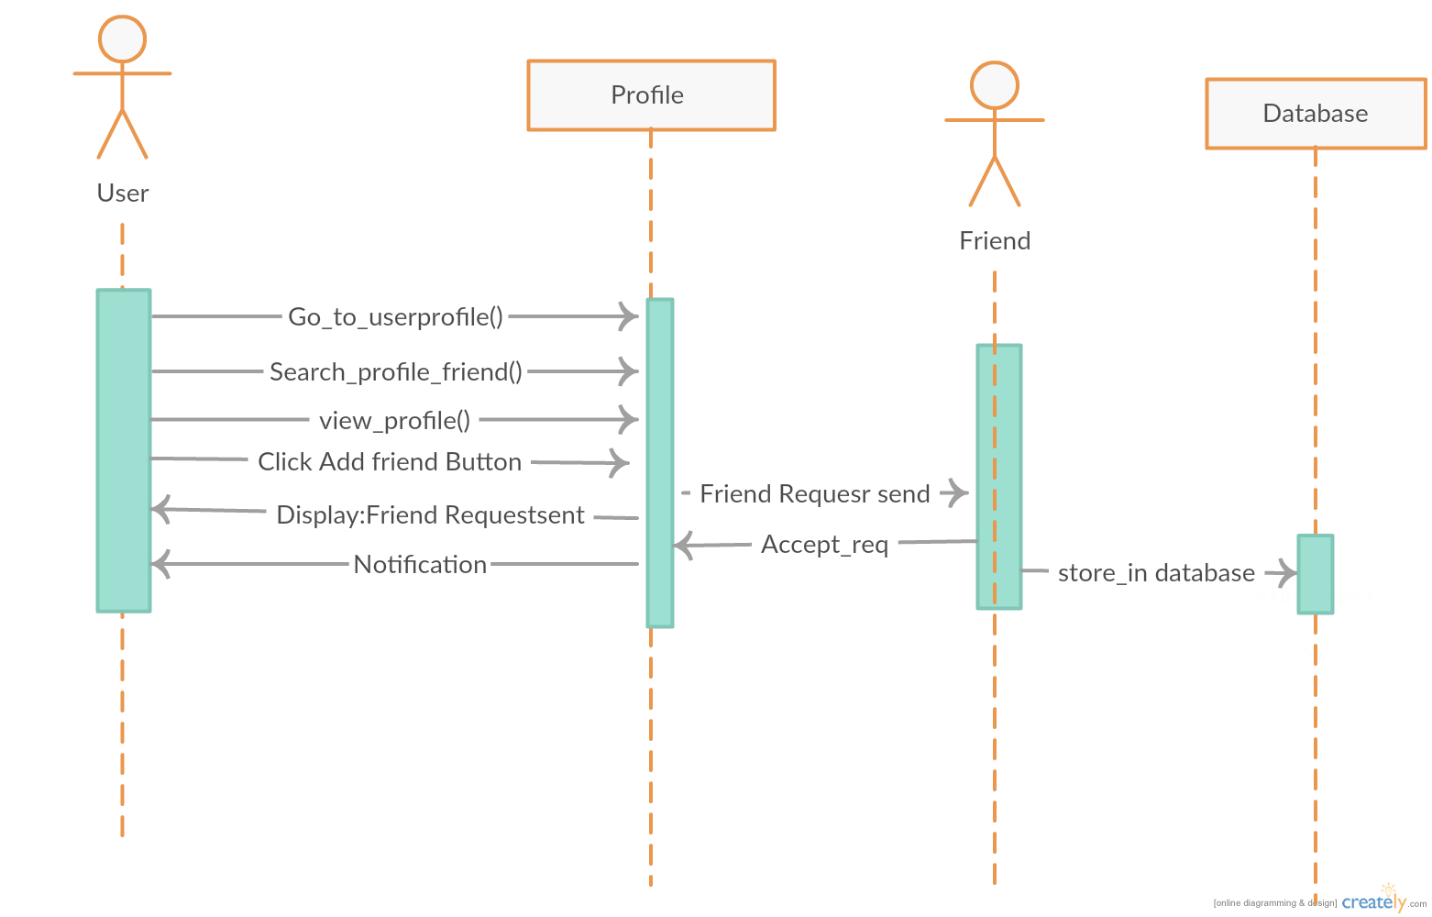 User
Profile
Friend
Database
Go_to_userprofile()
Search_profile_friend()
view_profile()
Click Add friend Button
Friend Requesr send
Display:Friend Requestsent
Accept_req
Notification
store_in database
[online diagramming & design] creately.com